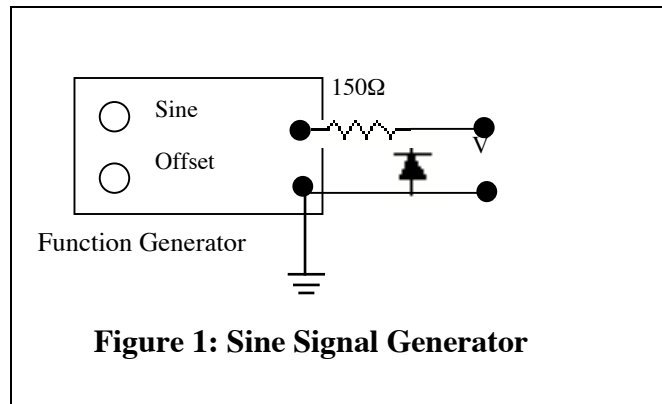 150Ω
Sine
V
Offset
Function Generator
Figure 1: Sine Signal Generator